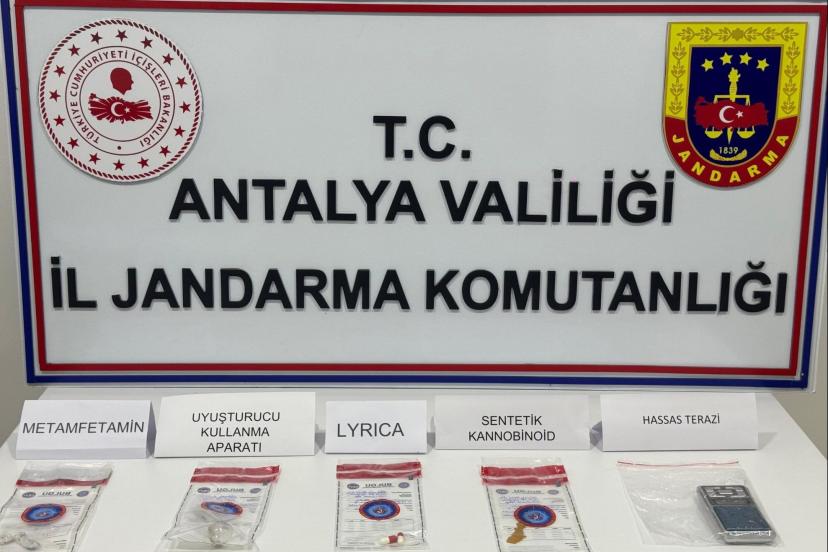 TÜRKİYE CUMHURİYETİ İÇİŞLERİ BAKANLIĞI
1839
JANDARMA
T.C.
ANTALYA VALİLİĞİ
İL JANDARMA KOMUTANLIĞI
METAMFETAMİN
UYUŞTURUCU
KULLANMA
APARATI
LYRICA
SENTETİK
KANNOBİNOİD
HASSAS TERAZİ